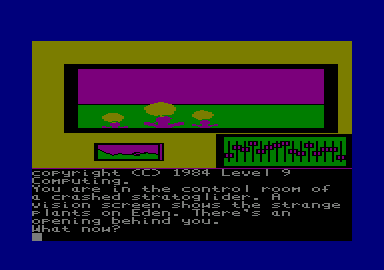 copyright (C) 1984 Level 9
Computing.
You are in the control room of
a crashed stratoglider. A
vision screen shows the strange
plants on Eden. There's an
opening behind you.
What now?